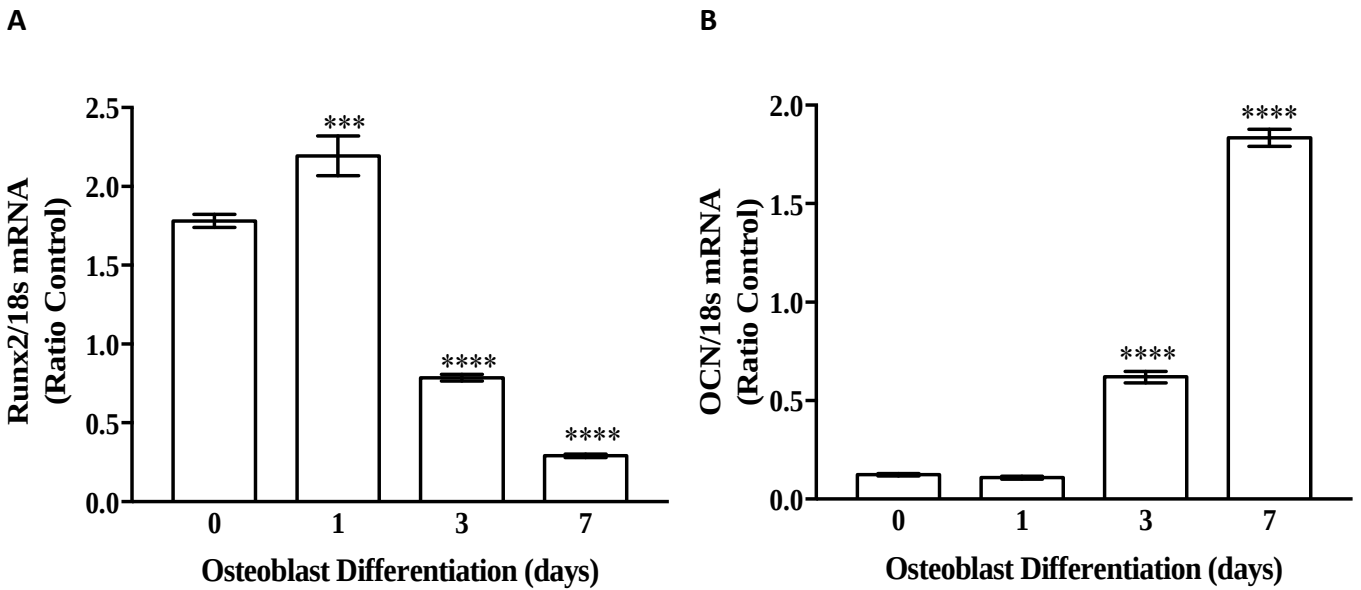 A
Runx2/18s mRNA
(Ratio Control)
2.5
2.0
1.5
1.0
0.5
0.0
***
****
****
0 1 3 7
Osteoblast Differentiation (days)
B
OCN/18s mRNA
(Ratio Control)
2.0
1.5
1.0
0.5
0.0
****
****
0 1 3 7
Osteoblast Differentiation (days)